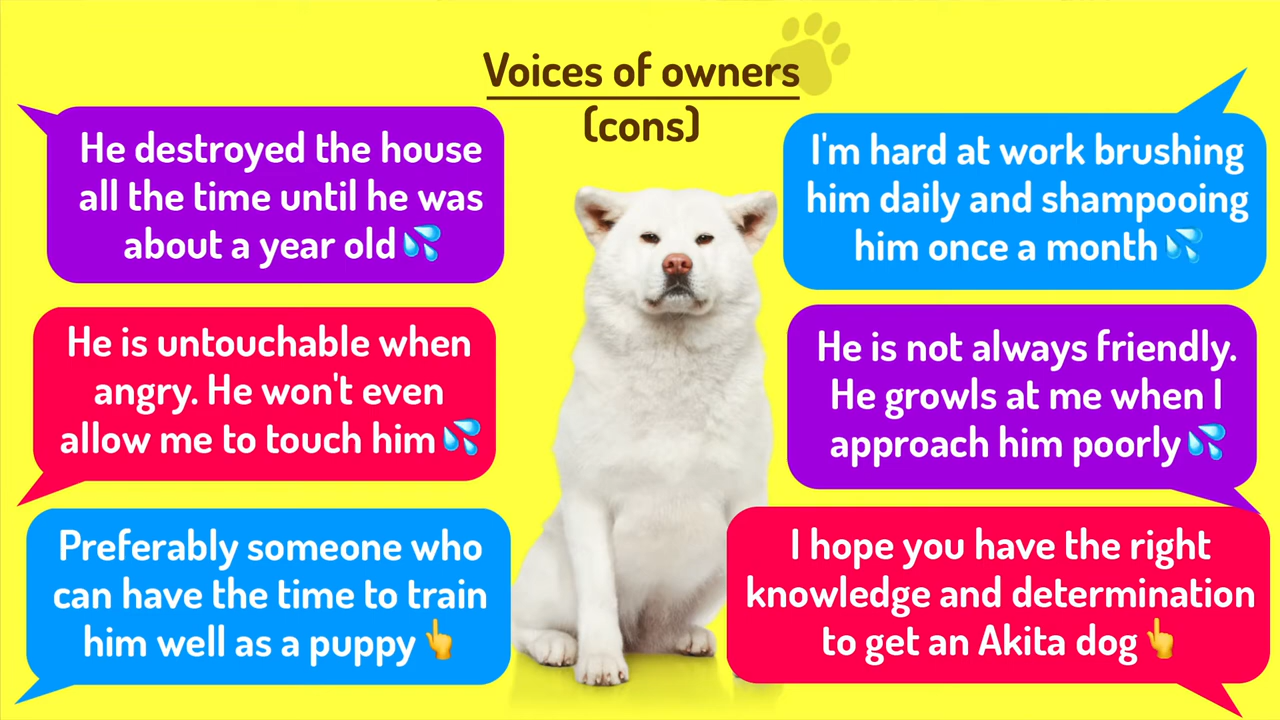 Voices of owners
(cons)
He destroyed the house
all the time until he was
about a year old💦
He is untouchable when
angry. He won't even
allow me to touch him💦
Preferably someone who
can have the time to train
him well as a puppy👆
I'm hard at work brushing
him daily and shampooing
him once a month💦
He is not always friendly.
He growls at me when I
approach him poorly💦
I hope you have the right
knowledge and determination
to get an Akita dog👆